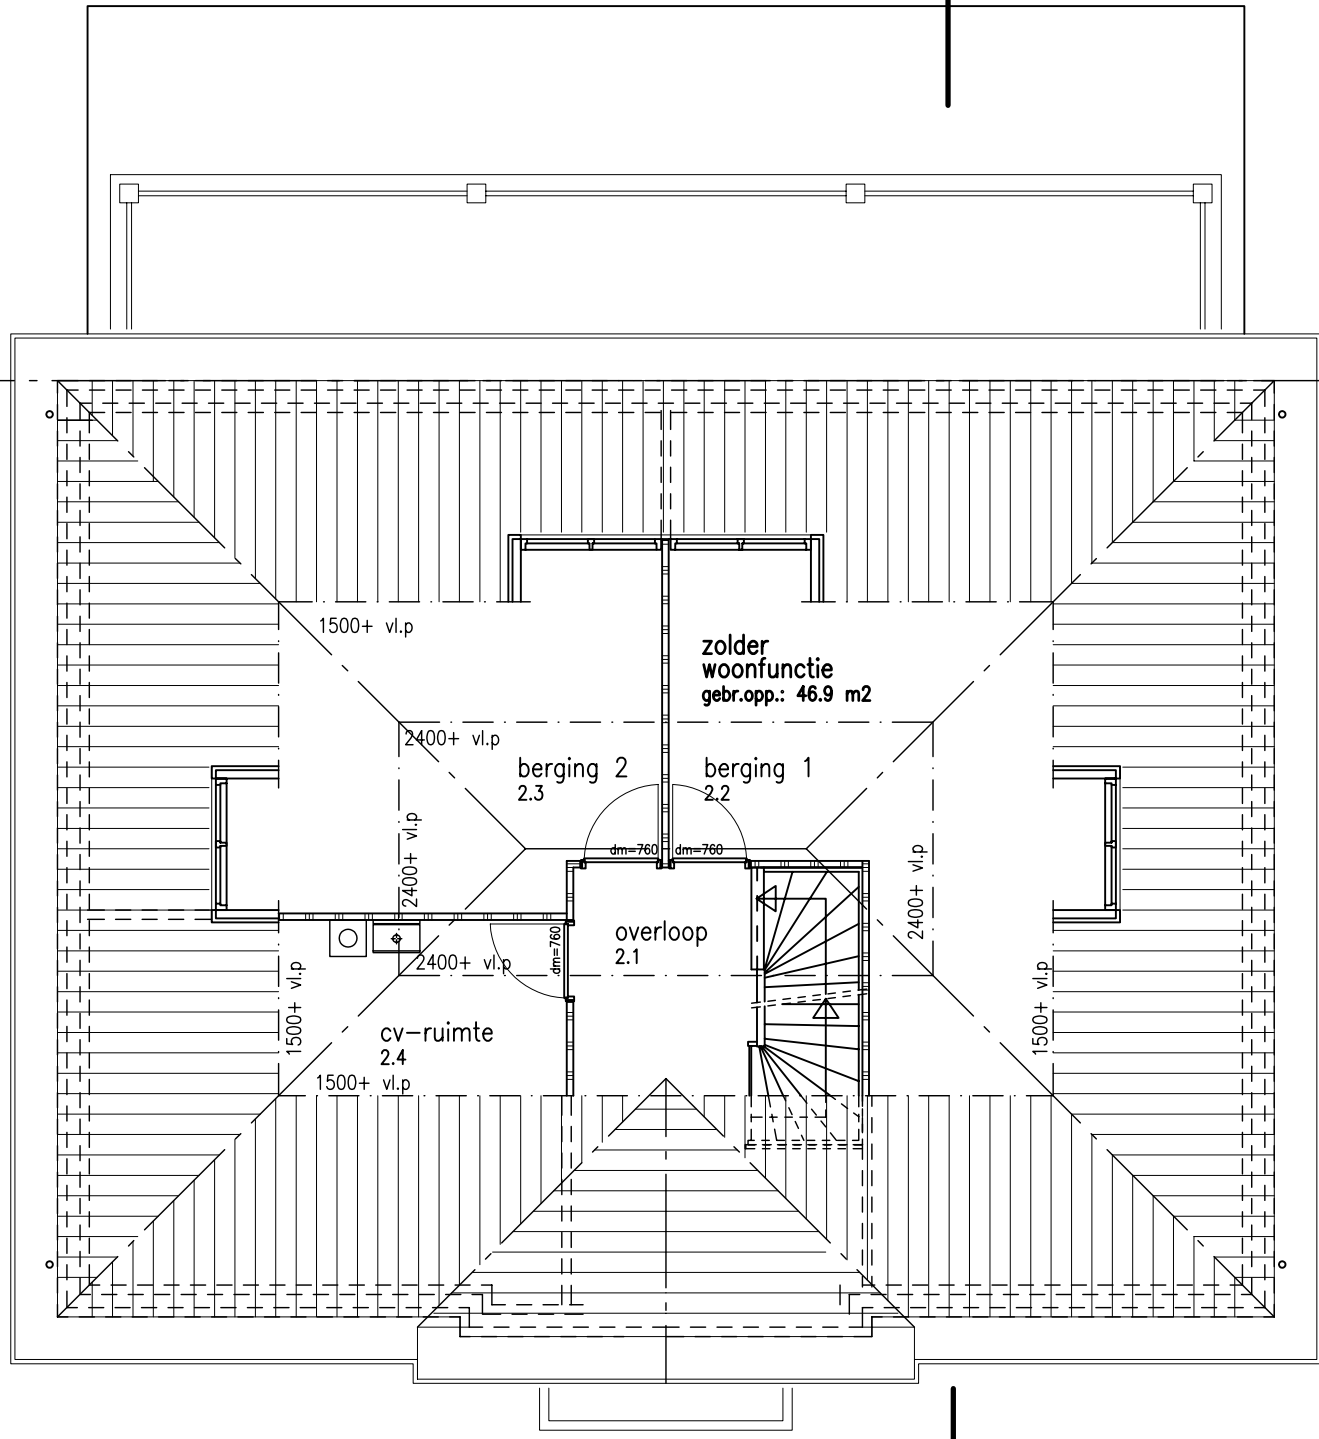 1500+ vl.p
zolder
woonfunctie
gebr.opp.: 46.9 m2
2400+ vl.p
berging 2
2.3
berging 1
2.2
dm=760
dm=760
2400+ vl.p
2400+ vl.p
overloop
2.1
dm=760
2400+ vl.p
1500+ vl.p
1500+ vl.p
cv-ruimte
2.4
1500+ vl.p